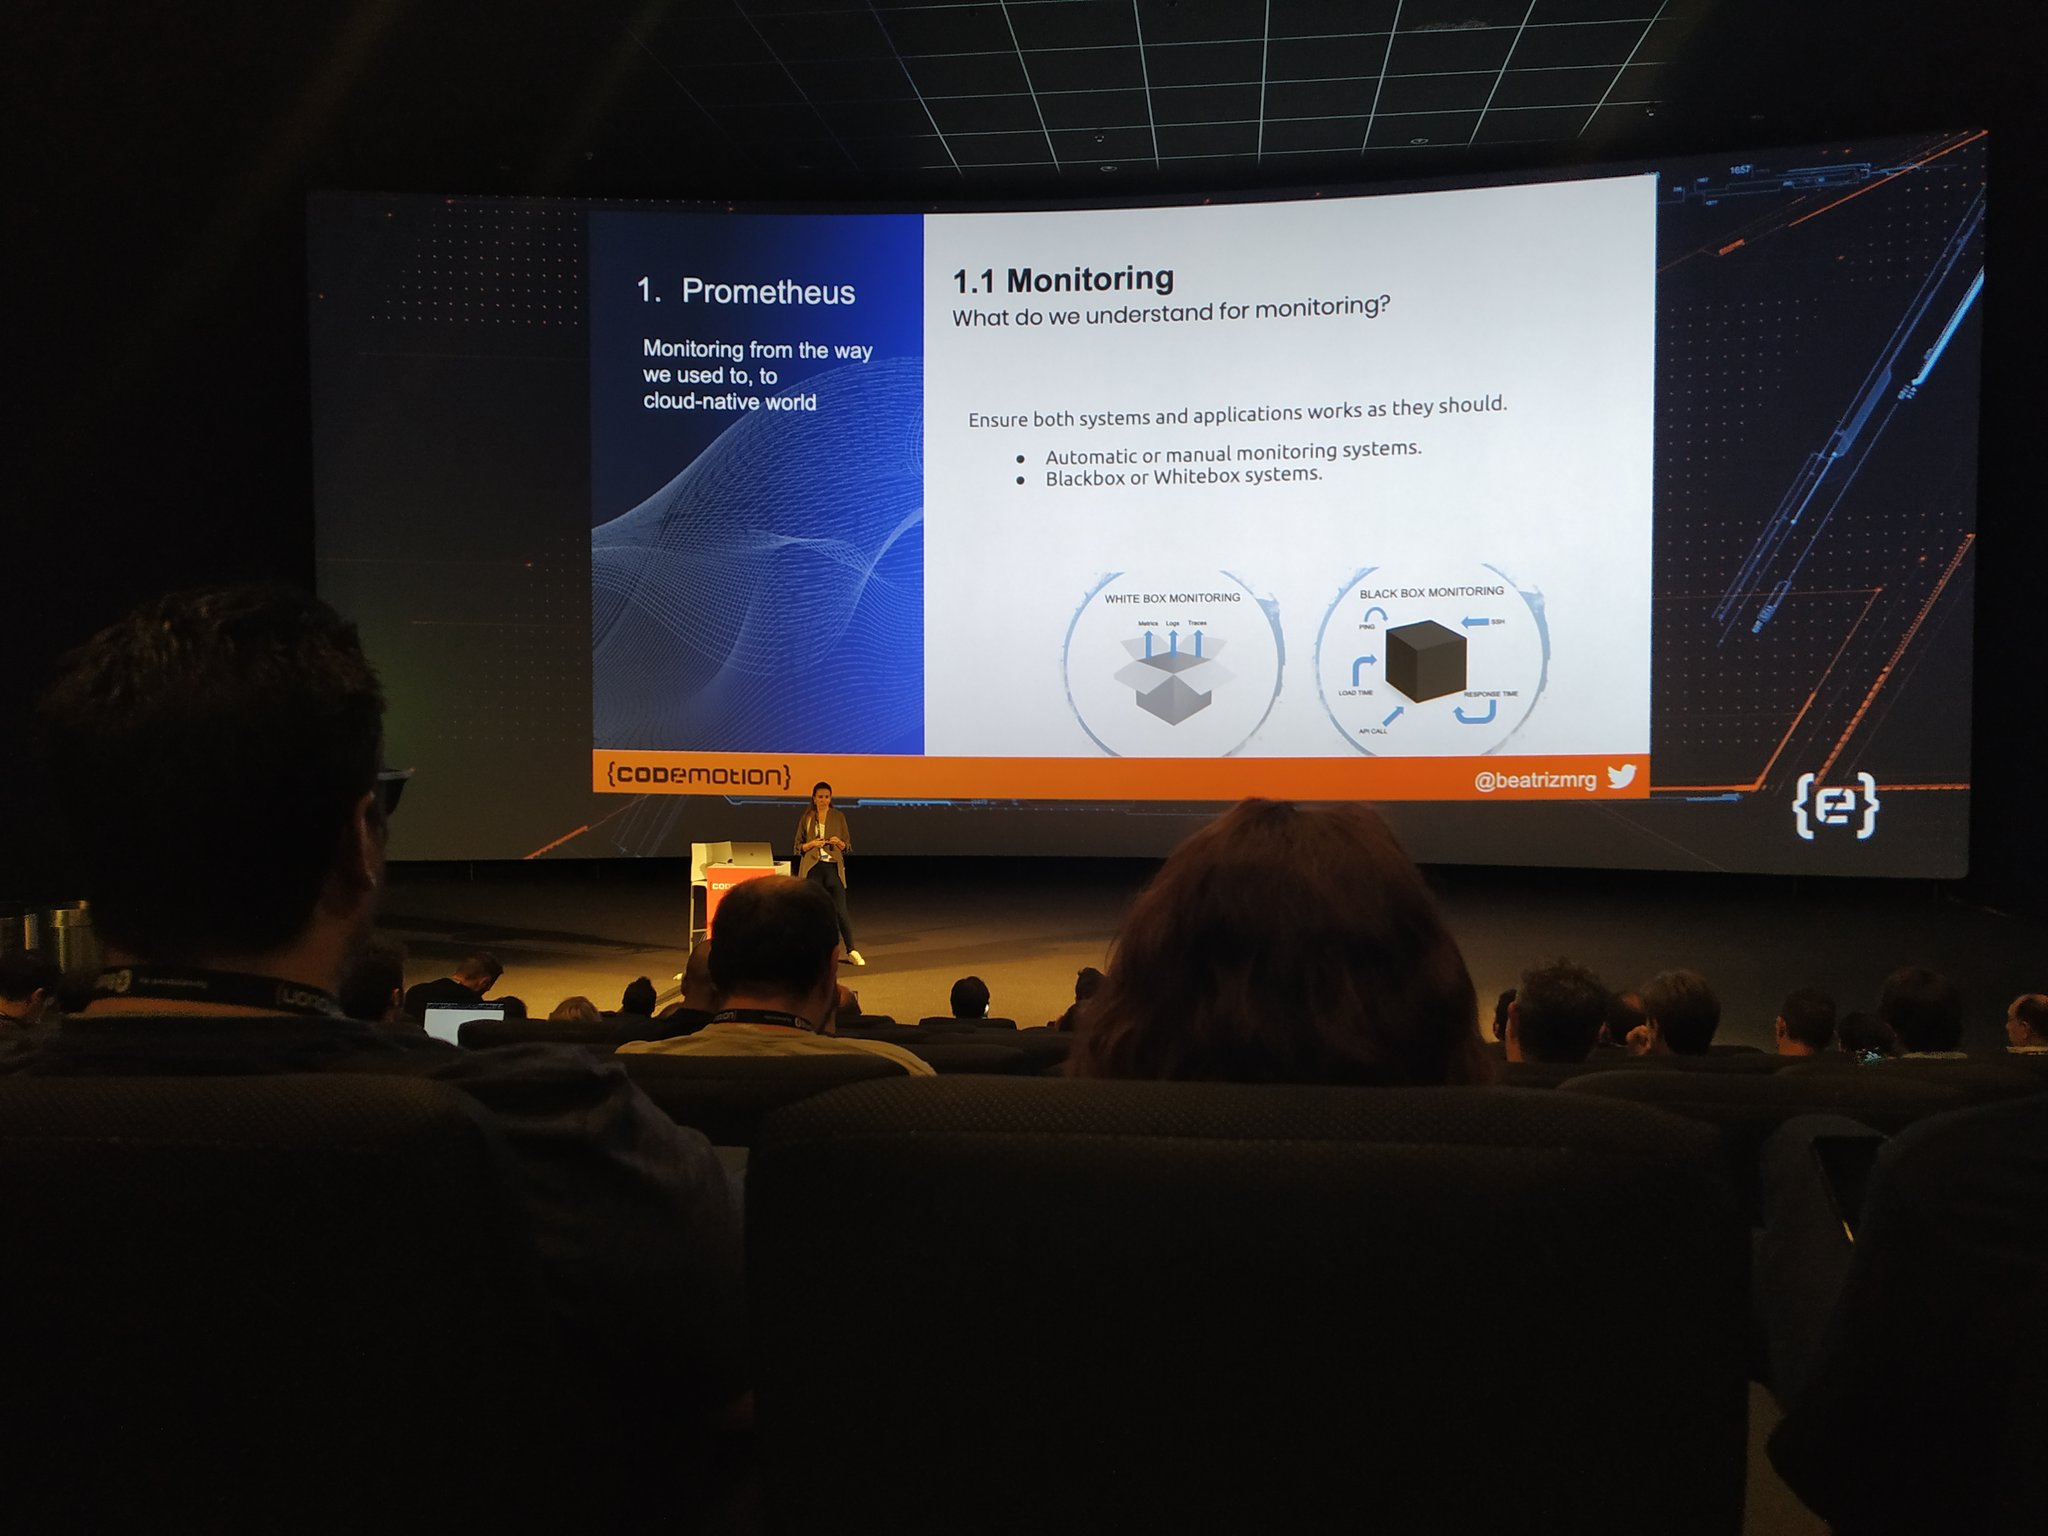 1657
1. Prometheus
Monitoring from the way
we used to, to
cloud-native world
1.1 Monitoring
What do we understand for monitoring?
Ensure both systems and applications works as they should.
● Automatic or manual monitoring systems.
● Blackbox or Whitebox systems.
WHITE BOX MONITORING
Metrics Logs Traces
BLACK BOX MONITORING
PING
SSH
LOAD TIME
RESPONSE TIME
API CALL
{CODEMOTION}
@beatrizmrg
{e}